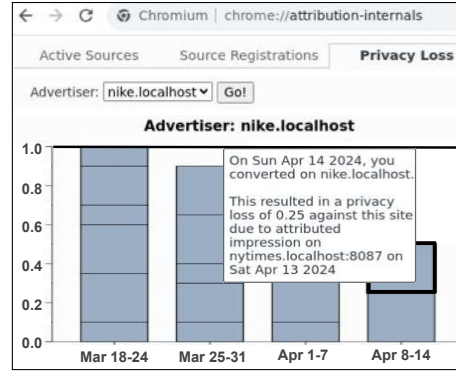 Chromium | chrome://attribution-internals
Active Sources Source Registrations Privacy Loss
Advertiser: nike.localhost Go!
Advertiser: nike.localhost
On Sun Apr 14 2024, you
converted on nike.localhost.
This resulted in a privacy
loss of 0.25 against this site
due to attributed
impression on
nytimes.localhost:8087 on
Sat Apr 13 2024
1.0
0.8
0.6
0.4
0.2
0.0
Mar 18-24 Mar 25-31 Apr 1-7 Apr 8-14